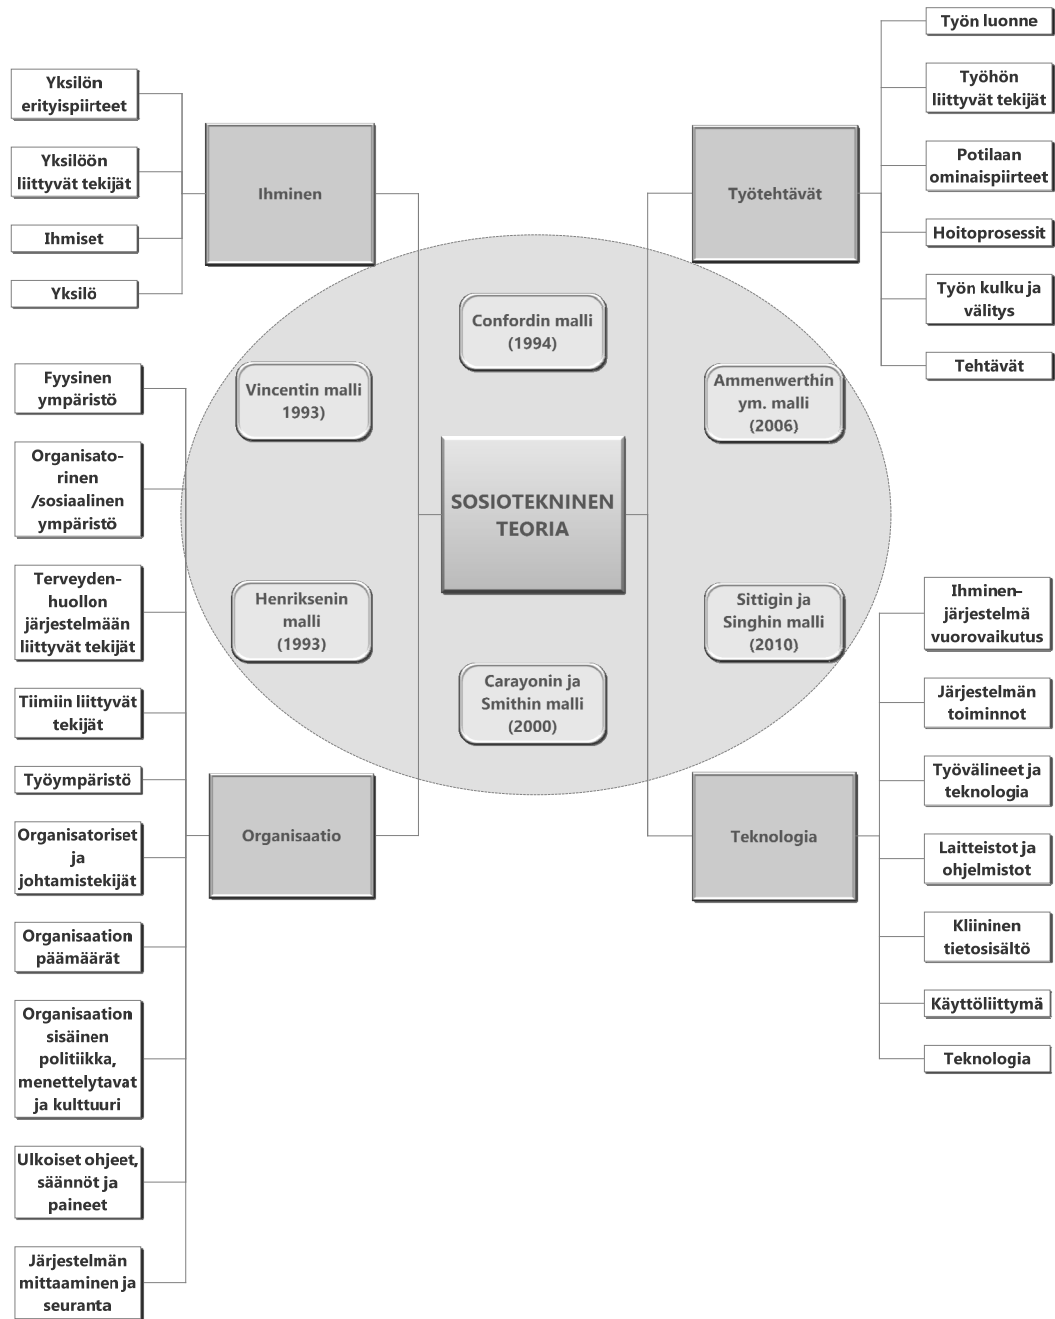 Yksilön
erityispiirteet
Yksilöön
liittyvät tekijät
Ihmiset
Yksilö
Ihminen
Työtehtävät
Työn luonne
Työhön
liittyvät tekijät
Potilaan
ominaispiirteet
Hoitoprosessit
Työn kulku ja
välitys
Tehtävät
Confordin malli
(1994)
Vincentin malli
1993)
Ammenwerthin
ym. malli
(2006)
SOSIOTEKNINEN
TEORIA
Henriksenin
malli
(1993)
Sittigin ja
Singhin malli
(2010)
Carayonin ja
Smithin malli
(2000)
Fyysinen
ympäristö
Organisato-
rinen
/sosiaalinen
ympäristö
Terveyden-
huollon
järjestelmään
liittyvät tekijät
Tiimiin liittyvät
tekijät
Työympäristö
Organisatoriset
ja
johtamistekijät
Organisaation
päämäärät
Organisaation
sisäinen
politiikka,
menettelytavat
ja kulttuuri
Ulkoiset ohjeet,
säännöt ja
paineet
Järjestelmän
mittaaminen ja
seuranta
Organisaatio
Teknologia
Ihminen–
järjestelmä
vuorovaikutus
Järjestelmän
toiminnot
Työvälineet ja
teknologia
Laitteistot ja
ohjelmistot
Kliininen
tietosisältö
Käyttöliittymä
Teknologia